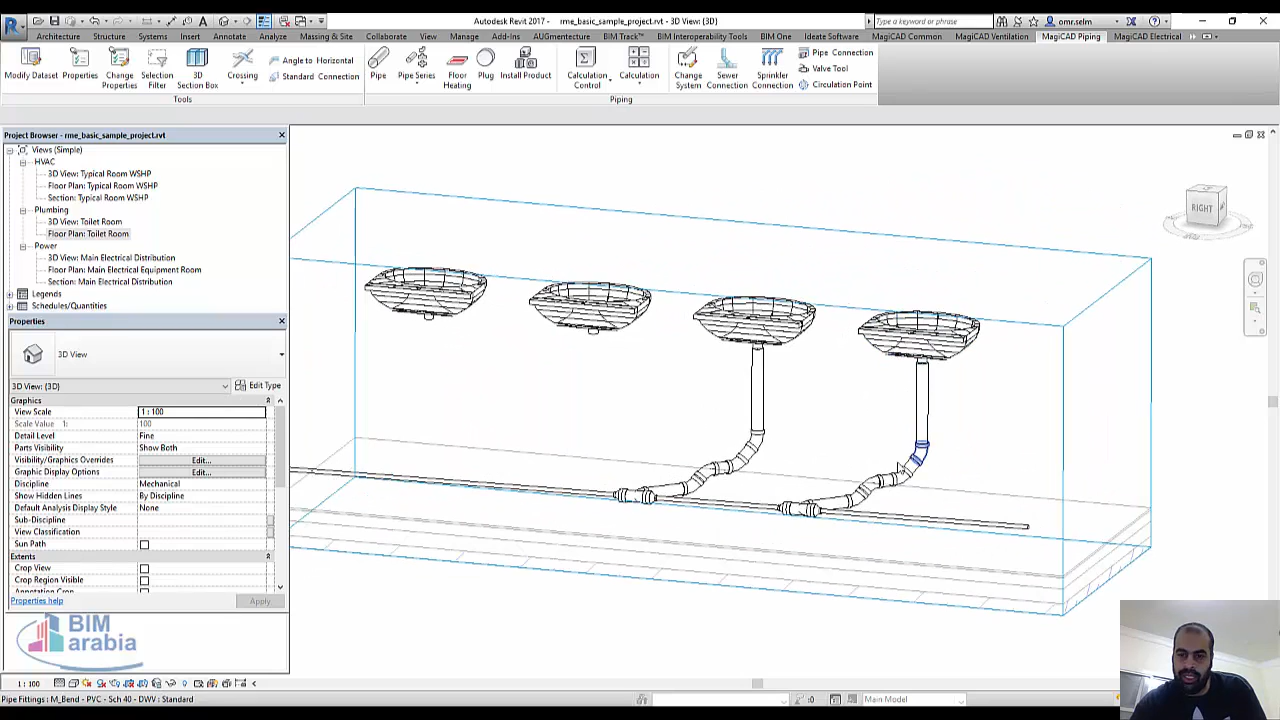 Autodesk Revit 2017 - rme_basic_sample_project.rvt - 3D View: {3D}
Type a keyword or phrase
omr.selm
Architecture Structure Systems Insert Annotate Analyze Massing & Site Collaborate View Manage Add-Ins AUGmentecture BIM Track™ BIM Interoperability Tools BIM One Ideate Software MagiCAD Common MagiCAD Ventilation MagiCAD Piping MagiCAD Electrical
Modify Dataset
Properties
Change Properties
Selection Filter
3D Section Box
Crossing
Angle to Horizontal
Standard Connection
Pipe
Pipe Series
Floor Heating
Plug
Install Product
Calculation Control
Calculation
Change System
Sewer Connection
Sprinkler Connection
Pipe Connection
Valve Tool
Circulation Point
Tools
Piping
Project Browser - rme_basic_sample_project.rvt
Views (Simple)
HVAC
3D View: Typical Room WSHP
Floor Plan: Typical Room WSHP
Section: Typical Room WSHP
Plumbing
3D View: Toilet Room
Floor Plan: Toilet Room
Power
3D View: Main Electrical Distribution
Floor Plan: Main Electrical Equipment Room
Section: Main Electrical Distribution
Legends
Schedules/Quantities
Properties
3D View
3D View: {3D}
Edit Type
Graphics
View Scale 1 : 100
Scale Value 1: 100
Detail Level Fine
Parts Visibility Show Both
Visibility/Graphics Overrides Edit...
Graphic Display Options Edit...
Discipline Mechanical
Show Hidden Lines By Discipline
Default Analysis Display Style None
Sub-Discipline
View Classification
Sun Path
Extents
Crop View
Crop Region Visible
Annotation Crop
Properties help
Apply
BIM
arabia
RIGHT
1 : 100
Pipe Fittings : M_Bend - PVC - Sch 40 - DWV : Standard
:0
Main Model